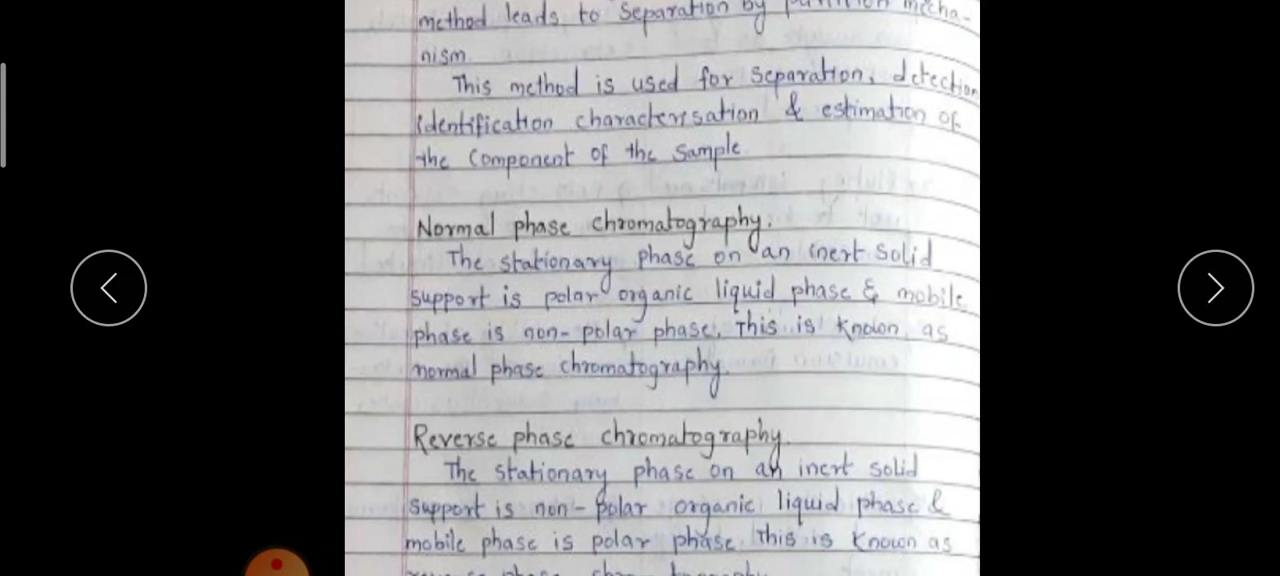 method leads to Separation by partition mecha-
nism
This method is used for separation, detection
identification characterisation & estimation of
the Component of the Sample
Normal phase chromatography:
The stationary phase on an inert solid
support is polar organic liquid phase & mobile
phase is non-polar phase. This is known as
normal phase chromatography.
Reverse phase chromatography.
The stationary phase on an inert solid
support is non-polar organic liquid phase &
mobile phase is polar phase. This is known as